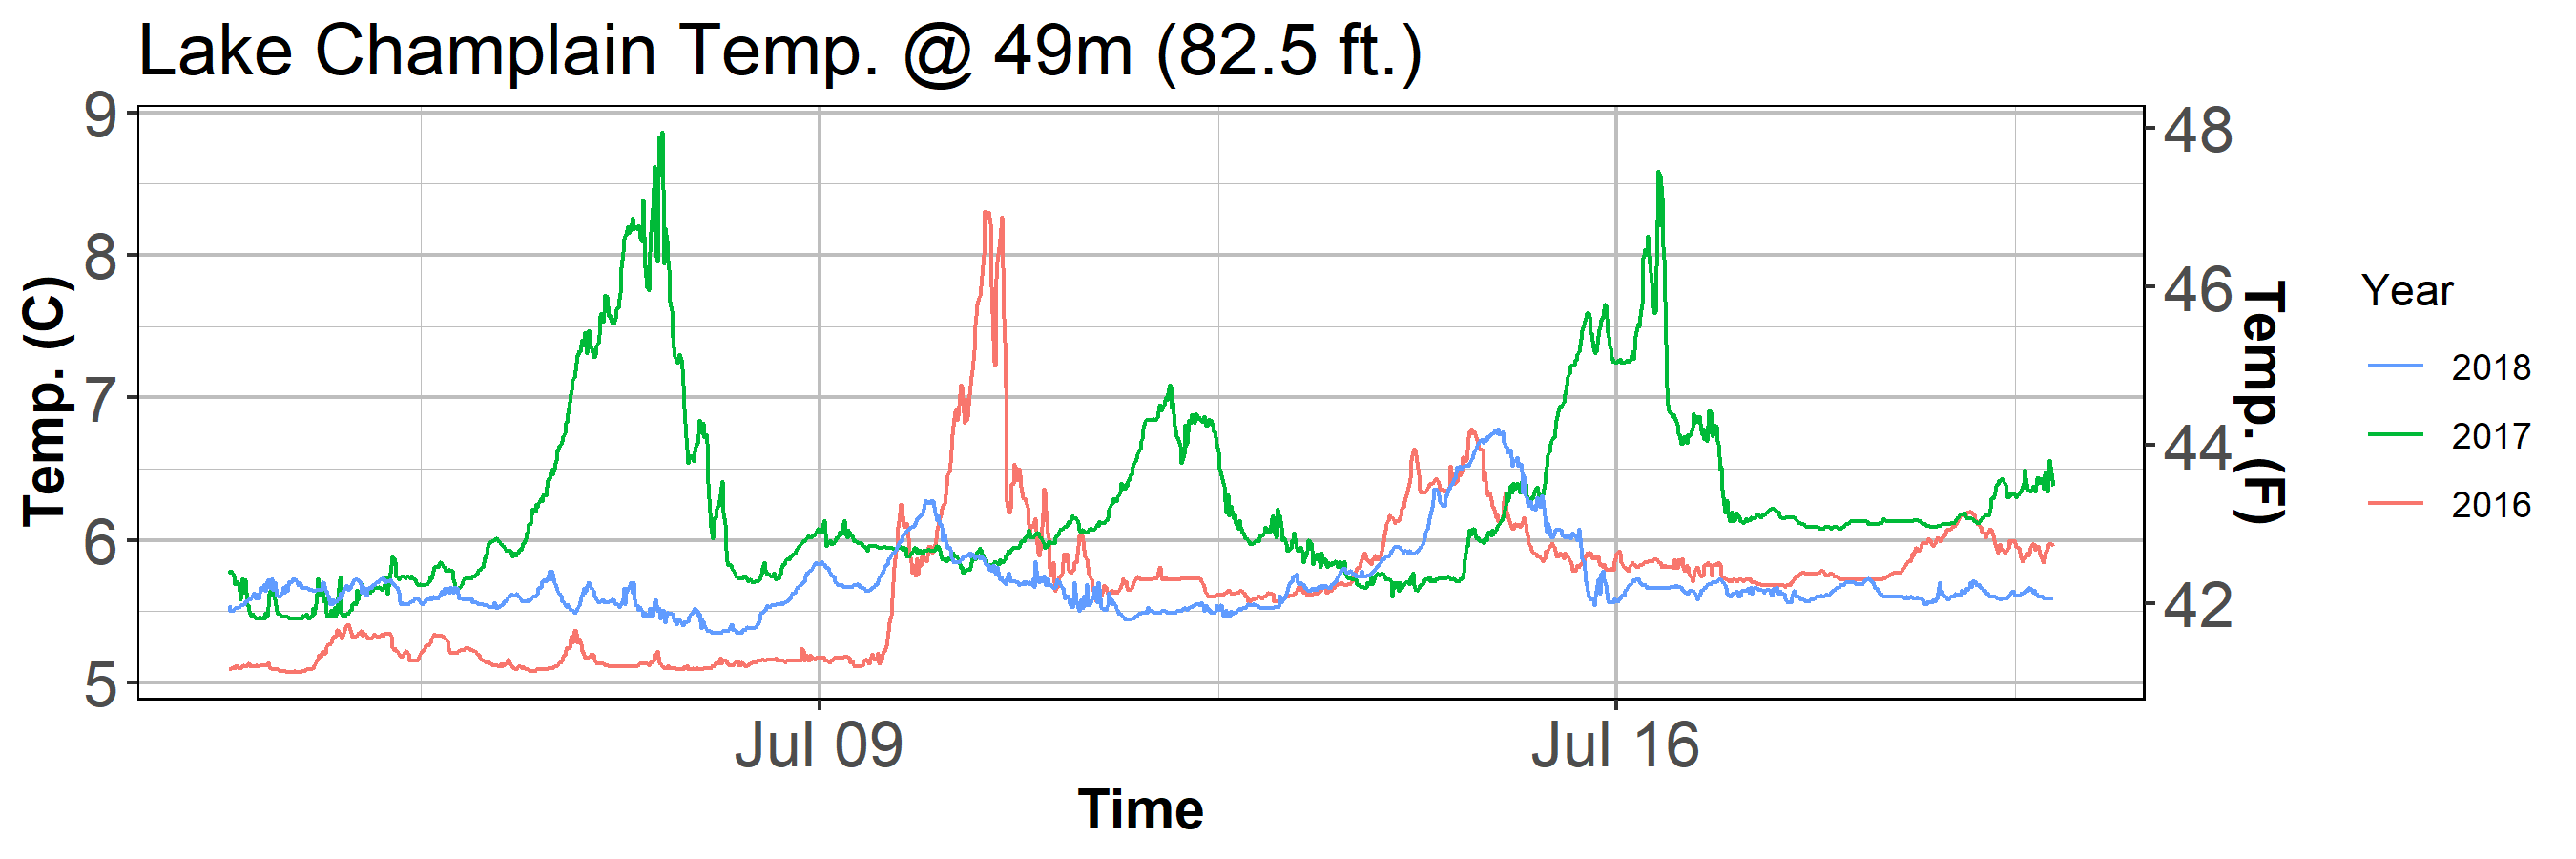 Lake Champlain Temp. @ 49m (82.5 ft.)
9
8
7
6
5
Temp. (C)
48
46
44
42
Temp. (F)
Jul 09
Jul 16
Time
Year
2018
2017
2016